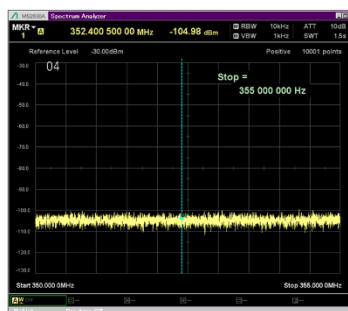 MS2830A Spectrum Analyzer
MKR 1 352.400 500 00 MHz -104.98 dBm RBW 10kHz ATT 10dB
VBW 1kHz SWT 1.5s
Reference Level -30.00dBm Positive 10001 points
-30.0
04
Stop =
-40.0
355 000 000 Hz
-50.0
-60.0
-70.0
-80.0
-90.0
-100.0
-110.0
-120.0
-130.0
Start 350.000 0MHz Stop 355.000 0MHz